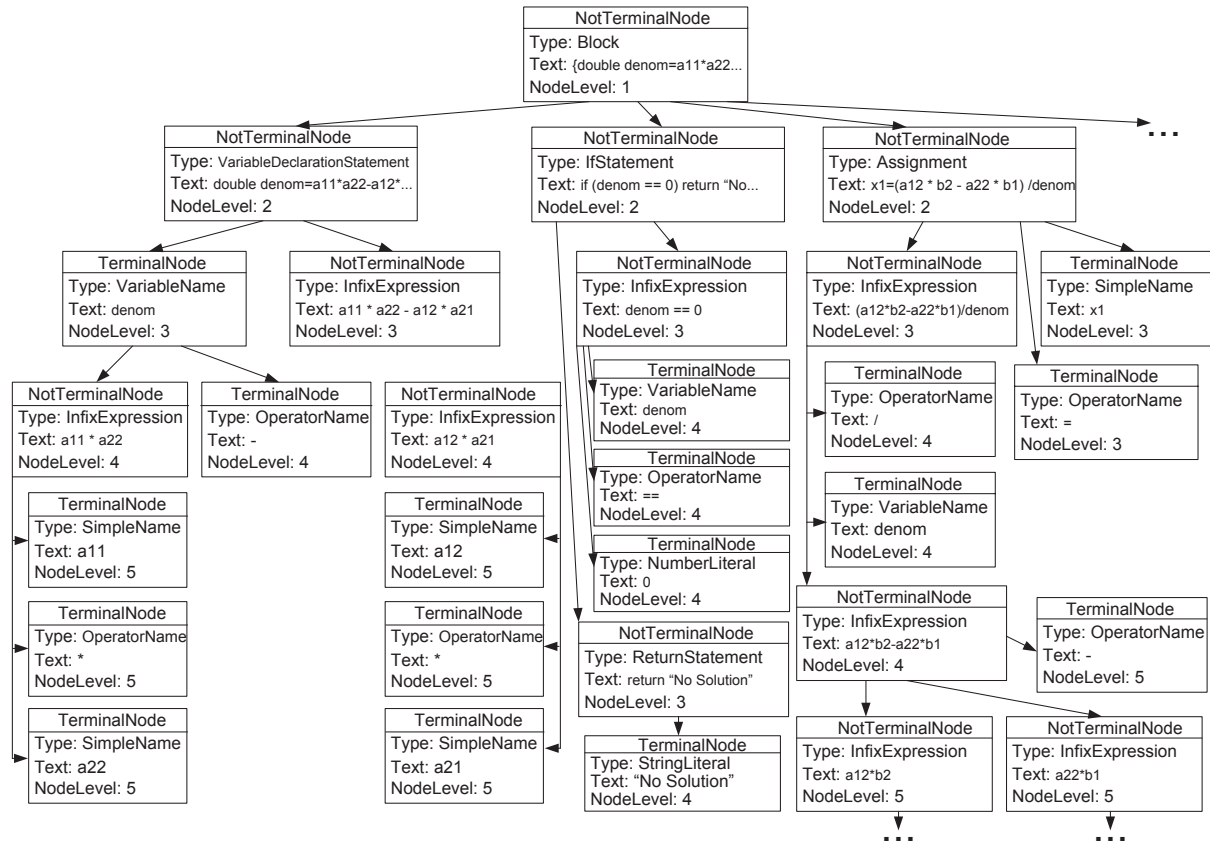 NotTerminalNode
Type: Block
Text: {double denom=a11*a22...
NodeLevel: 1
...
NotTerminalNode
Type: VariableDeclarationStatement
Text: double denom=a11*a22-a12*...
NodeLevel: 2
NotTerminalNode
Type: IfStatement
Text: if (denom == 0) return “No...
NodeLevel: 2
NotTerminalNode
Type: Assignment
Text: x1=(a12 * b2 - a22 * b1) /denom
NodeLevel: 2
TerminalNode
Type: VariableName
Text: denom
NodeLevel: 3
NotTerminalNode
Type: InfixExpression
Text: a11 * a22 - a12 * a21
NodeLevel: 3
NotTerminalNode
Type: InfixExpression
Text: denom == 0
NodeLevel: 3
NotTerminalNode
Type: InfixExpression
Text: (a12*b2-a22*b1)/denom
NodeLevel: 3
TerminalNode
Type: SimpleName
Text: x1
NodeLevel: 3
NotTerminalNode
Type: InfixExpression
Text: a11 * a22
NodeLevel: 4
TerminalNode
Type: OperatorName
Text: -
NodeLevel: 4
NotTerminalNode
Type: InfixExpression
Text: a12 * a21
NodeLevel: 4
TerminalNode
Type: VariableName
Text: denom
NodeLevel: 4
TerminalNode
Type: OperatorName
Text: /
NodeLevel: 4
TerminalNode
Type: OperatorName
Text: =
NodeLevel: 3
TerminalNode
Type: OperatorName
Text: ==
NodeLevel: 4
TerminalNode
Type: VariableName
Text: denom
NodeLevel: 4
TerminalNode
Type: SimpleName
Text: a11
NodeLevel: 5
TerminalNode
Type: SimpleName
Text: a12
NodeLevel: 5
TerminalNode
Type: NumberLiteral
Text: 0
NodeLevel: 4
NotTerminalNode
Type: InfixExpression
Text: a12*b2-a22*b1
NodeLevel: 4
TerminalNode
Type: OperatorName
Text: -
NodeLevel: 5
TerminalNode
Type: OperatorName
Text: *
NodeLevel: 5
TerminalNode
Type: OperatorName
Text: *
NodeLevel: 5
NotTerminalNode
Type: ReturnStatement
Text: return “No Solution”
NodeLevel: 3
TerminalNode
Type: SimpleName
Text: a22
NodeLevel: 5
TerminalNode
Type: SimpleName
Text: a21
NodeLevel: 5
TerminalNode
Type: StringLiteral
Text: “No Solution”
NodeLevel: 4
NotTerminalNode
Type: InfixExpression
Text: a12*b2
NodeLevel: 5
NotTerminalNode
Type: InfixExpression
Text: a22*b1
NodeLevel: 5
...
...